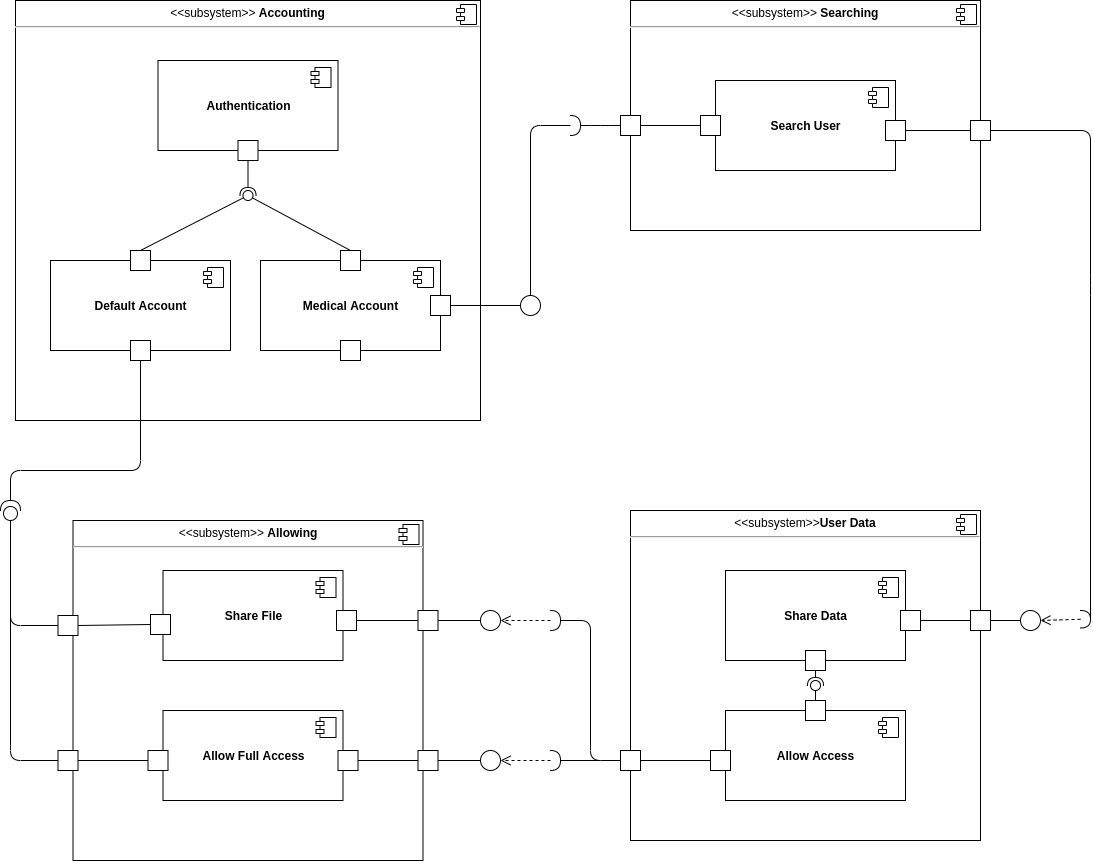 <<subsystem>> Accounting
<<subsystem>> Searching
Authentication
Search User
Default Account
Medical Account
<<subsystem>> Allowing
<<subsystem>>User Data
Share File
Share Data
Allow Full Access
Allow Access